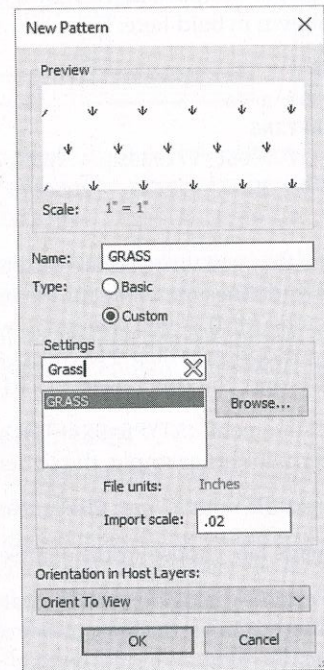 New Pattern
Preview
Scale: 1" = 1"
Name: GRASS
Type: Basic
Custom
Settings
Grass
GRASS
Browse...
File units: Inches
Import scale: .02
Orientation in Host Layers:
Orient To View
OK Cancel